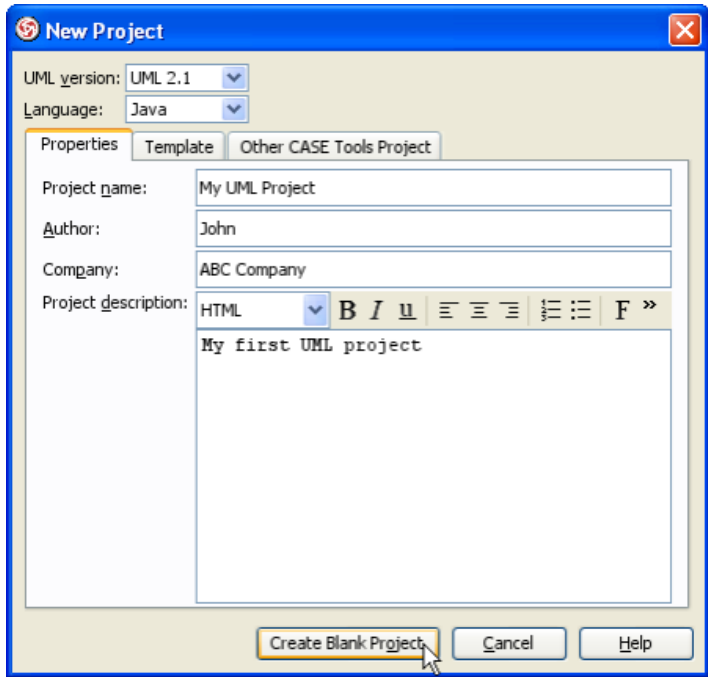 New Project
UML version: UML 2.1
Language: Java
Properties Template Other CASE Tools Project
Project name: My UML Project
Author: John
Company: ABC Company
Project description: HTML B I u F »
My first UML project
Create Blank Project Cancel Help